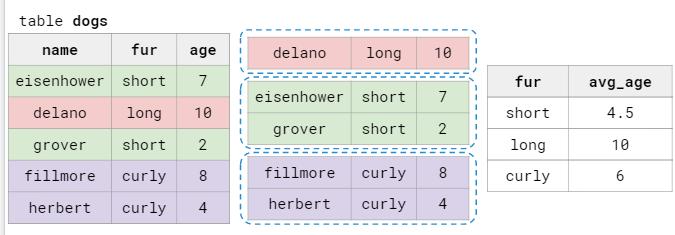 table dogs
name fur age
eisenhower short 7
delano long 10
grover short 2
fillmore curly 8
herbert curly 4
delano long 10
eisenhower short 7
grover short 2
fillmore curly 8
herbert curly 4
fur avg_age
short 4.5
long 10
curly 6